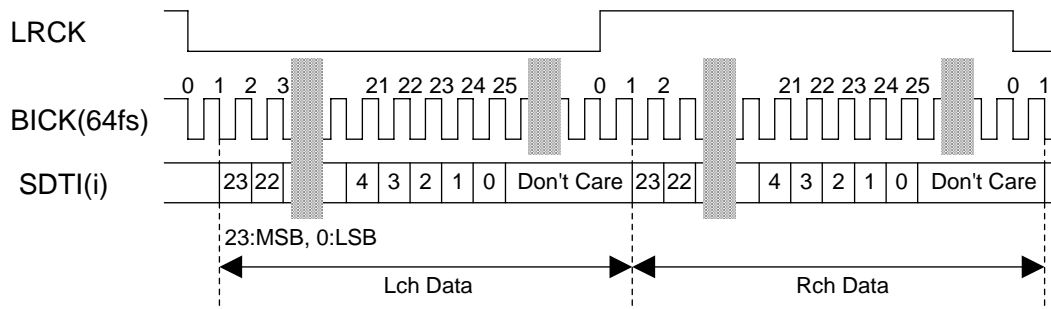 LRCK
0 1 2 3 21 22 23 24 25 0 1 2 21 22 23 24 25 0 1
BICK(64fs)
SDTI(i) 23 22 4 3 2 1 0 Don't Care 23 22 4 3 2 1 0 Don't Care
23:MSB, 0:LSB
Lch Data Rch Data